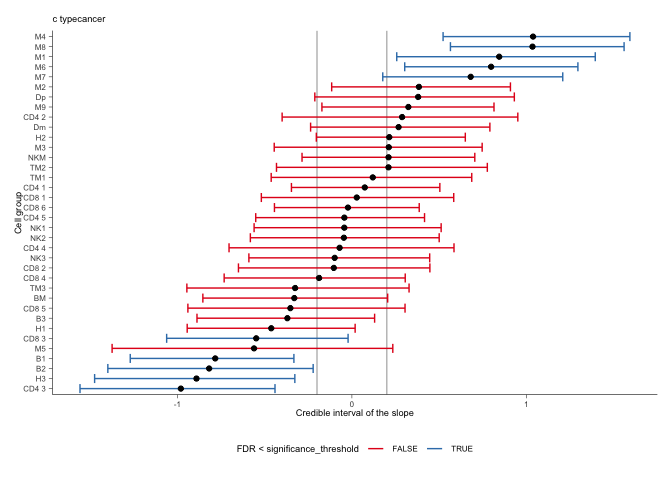 c typecancer
M4
M8
M1
M6
M7
M2
Dp
M9
CD4 2
Dm
H2
M3
NKM
TM2
TM1
CD4 1
CD8 1
CD8 6
CD4 5
NK1
NK2
CD4 4
NK3
CD8 2
CD8 4
TM3
BM
CD8 5
B3
H1
CD8 3
M5
B1
B2
H3
CD4 3
Cell group
-1 0 1
Credible interval of the slope
FDR < significance_threshold FALSE TRUE